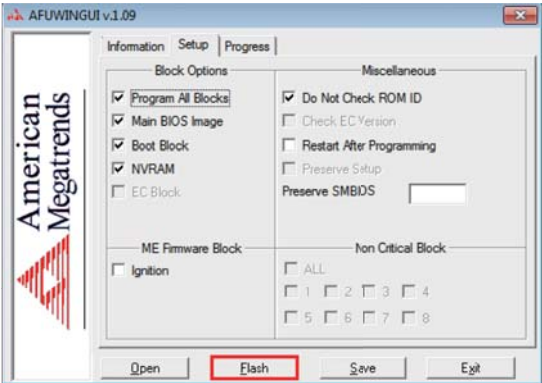 AFUWINGUI v.1.09
American
Megatrends
Information Setup Progress
Block Options
Program All Blocks
Main BIOS Image
Boot Block
NVRAM
EC Block
ME Firmware Block
Ignition
Miscellaneous
Do Not Check ROM ID
Check EC Version
Restart After Programming
Preserve Setup
Preserve SMBIOS
Non Critical Block
ALL
1 2 3 4
5 6 7 8
Open Flash Save Exit